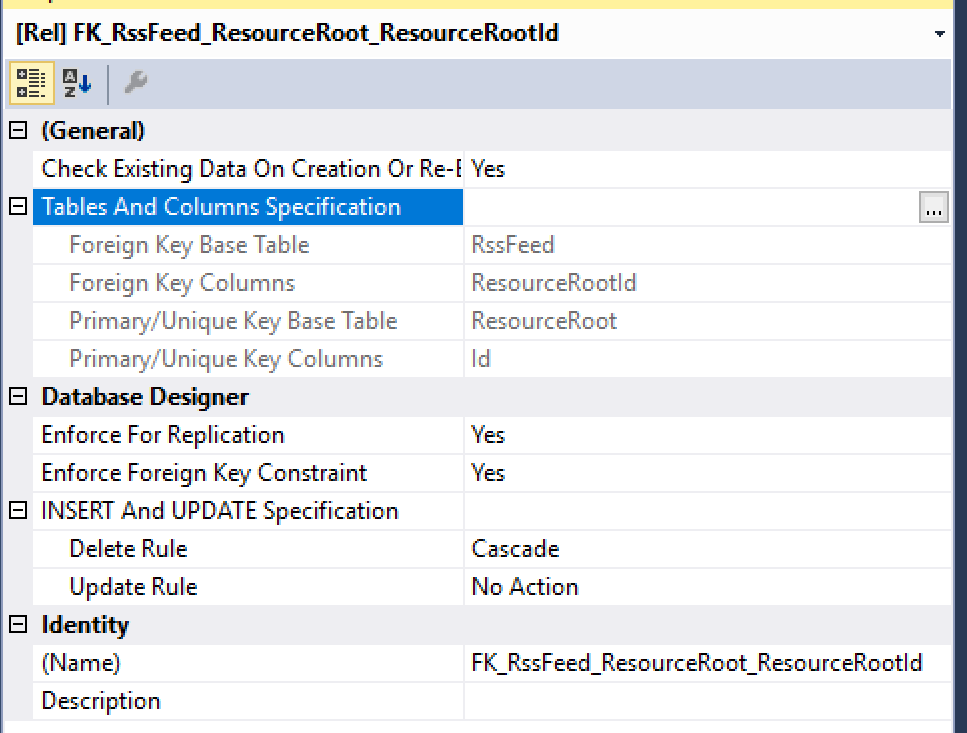 [Rel] FK_RssFeed_ResourceRoot_ResourceRootId
(General)
Check Existing Data On Creation Or Re-E Yes
Tables And Columns Specification ...
Foreign Key Base Table RssFeed
Foreign Key Columns ResourceRootId
Primary/Unique Key Base Table ResourceRoot
Primary/Unique Key Columns Id
Database Designer
Enforce For Replication Yes
Enforce Foreign Key Constraint Yes
INSERT And UPDATE Specification
Delete Rule Cascade
Update Rule No Action
Identity
(Name) FK_RssFeed_ResourceRoot_ResourceRootId
Description